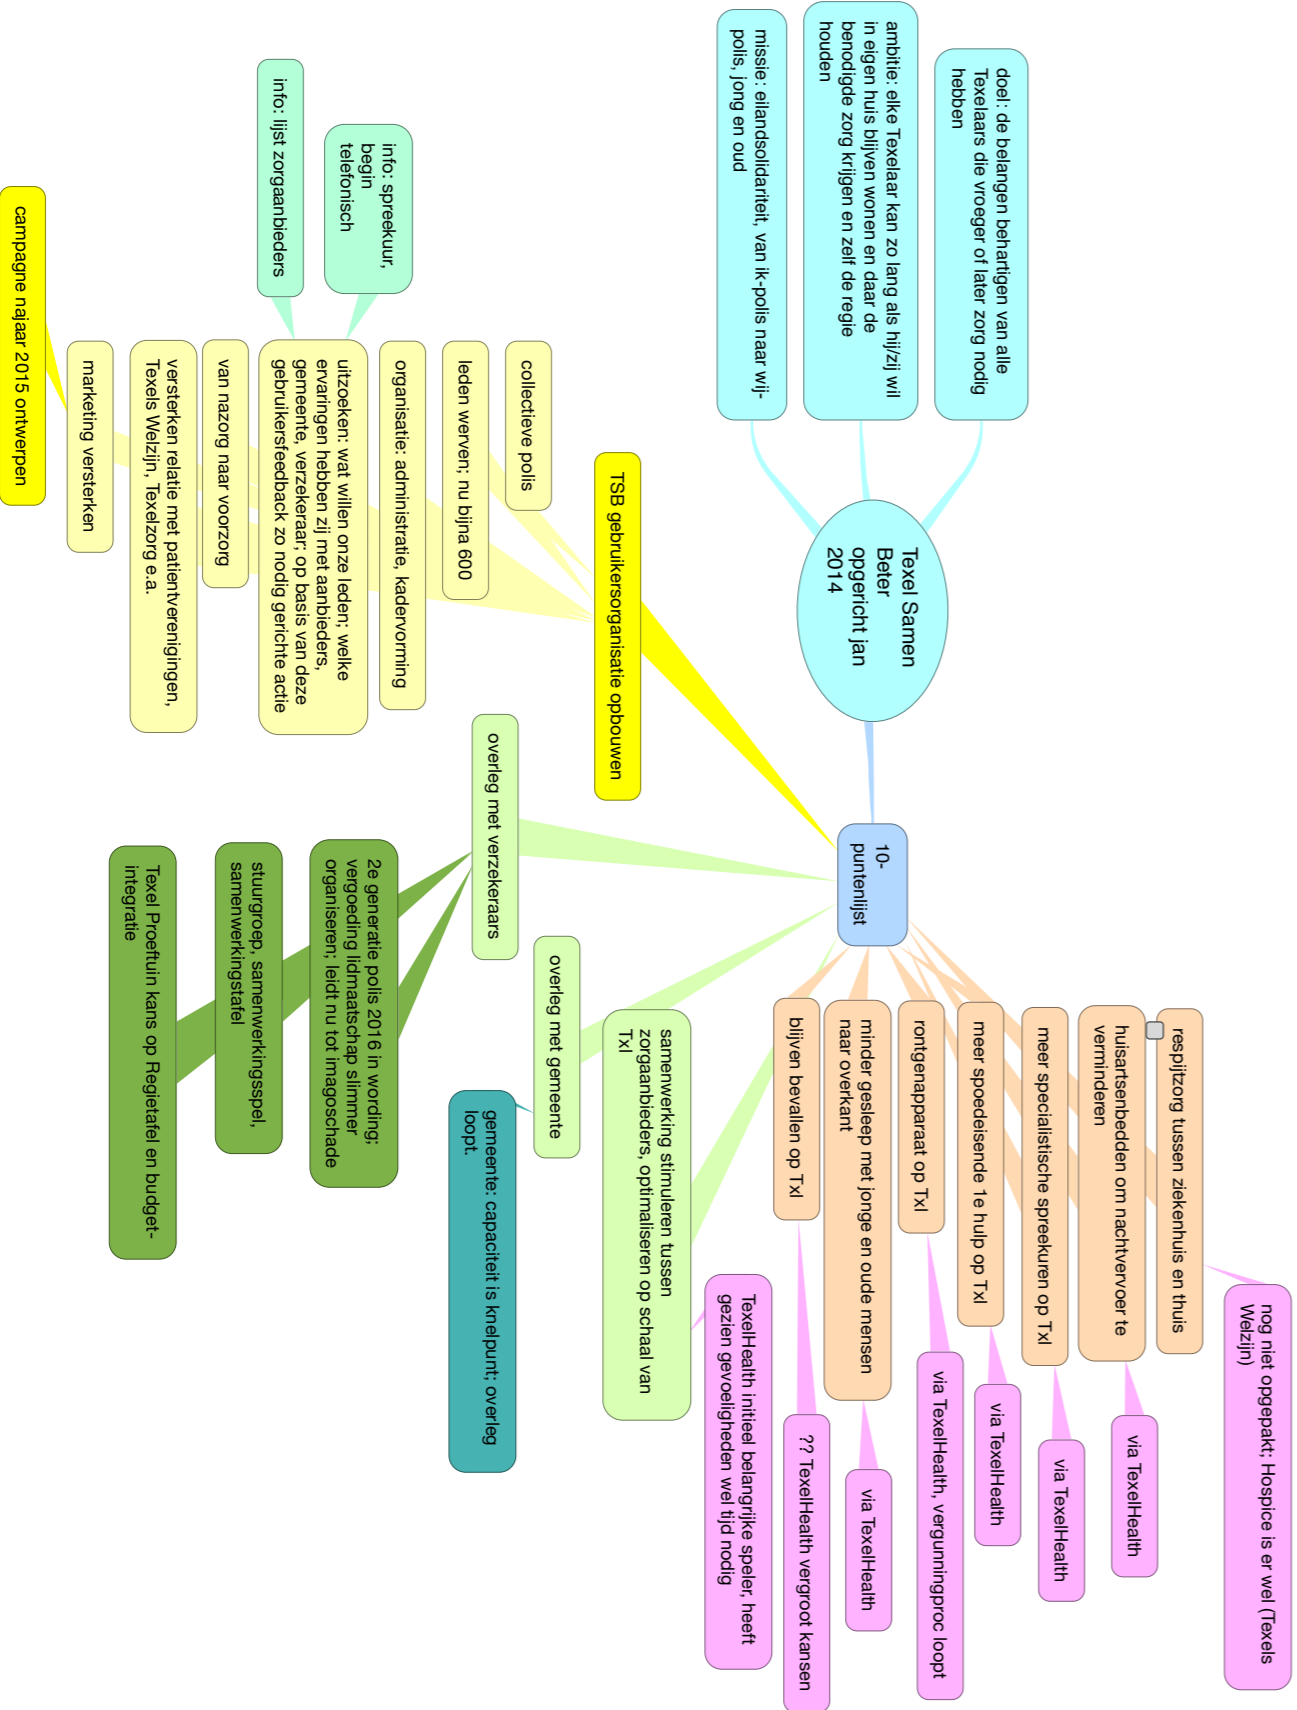 doel: de belangen behartigen van alle
Texelaars die vroeger of later zorg nodig
hebben
ambitie: elke Texelaar kan zo lang als hij/zij wil
in eigen huis blijven wonen en daar de
benodigde zorg krijgen en zelf de regie
houden
missie: eilandsolidariteit, van ik-polis naar wij-
polis, jong en oud
Texel Samen
Beter
opgericht jan
2014
10-
puntenlijst
respijtzorg tussen ziekenhuis en thuis
nog niet opgepakt; Hospice is er wel (Texels
Welzijn)
huisartsenbedden om nachtvervoer te
verminderen
via TexelHealth
meer specialistische spreekuren op Txl
via TexelHealth
meer spoedeisende 1e hulp op Txl
via TexelHealth
rontgenapparaat op Txl
via TexelHealth, vergunningproc loopt
minder gesleep met jonge en oude mensen
naar overkant
via TexelHealth
blijven bevallen op Txl
?? TexelHealth vergroot kansen
samenwerking stimuleren tussen
zorgaanbieders, optimaliseren op schaal van
Txl
TexelHealth initieel belangrijke speler, heeft
gezien gevoeligheden wel tijd nodig
overleg met gemeente
gemeente: capaciteit is knelpunt; overleg
loopt.
overleg met verzekeraars
2e generatie polis 2016 in wording;
vergoeding lidmaatschap slimmer
organiseren; leidt nu tot imagoschade
stuurgroep, samenwerkingsspel,
samenwerkingstafel
Texel Proeftuin kans op Regietafel en budget-
integratie
TSB gebruikersorganisatie opbouwen
collectieve polis
leden werven; nu bijna 600
organisatie: administratie, kadervorming
uitzoeken: wat willen onze leden; welke
ervaringen hebben zij met aanbieders,
gemeente, verzekeraar; op basis van deze
gebruikersfeedback zo nodig gerichte actie
info: spreekuur,
begin
telefonisch
info: lijst zorgaanbieders
van nazorg naar voorzorg
versterken relatie met patientverenigingen,
Texels Welzijn, Texelzorg e.a.
marketing versterken
campagne najaar 2015 ontwerpen